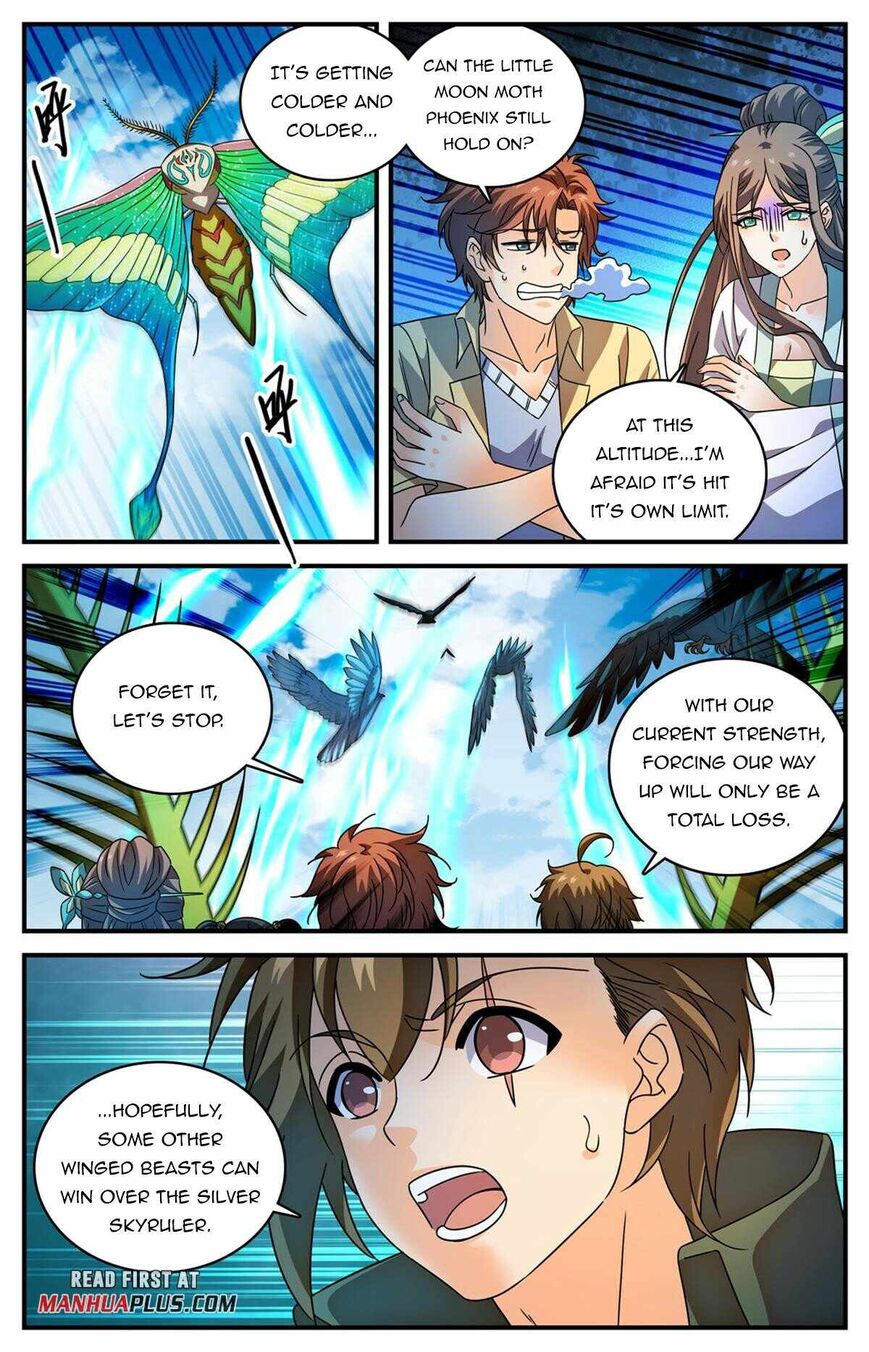 呼
IT'S GETTING
COLDER AND
COLDER...
呼
CAN THE LITTLE
MOON MOTH
PHOENIX STILL
HOLD ON?
AT THIS
ALTITUDE...I'M
AFRAID IT'S HIT
IT'S OWN LIMIT.
FORGET IT,
LET'S STOP.
WITH OUR
CURRENT STRENGTH,
FORCING OUR WAY
UP WILL ONLY BE A
TOTAL LOSS.
...HOPEFULLY,
SOME OTHER
WINGED BEASTS CAN
WIN OVER THE SILVER
SKYRULER.
READ FIRST AT
MANHUAPLUS.COM